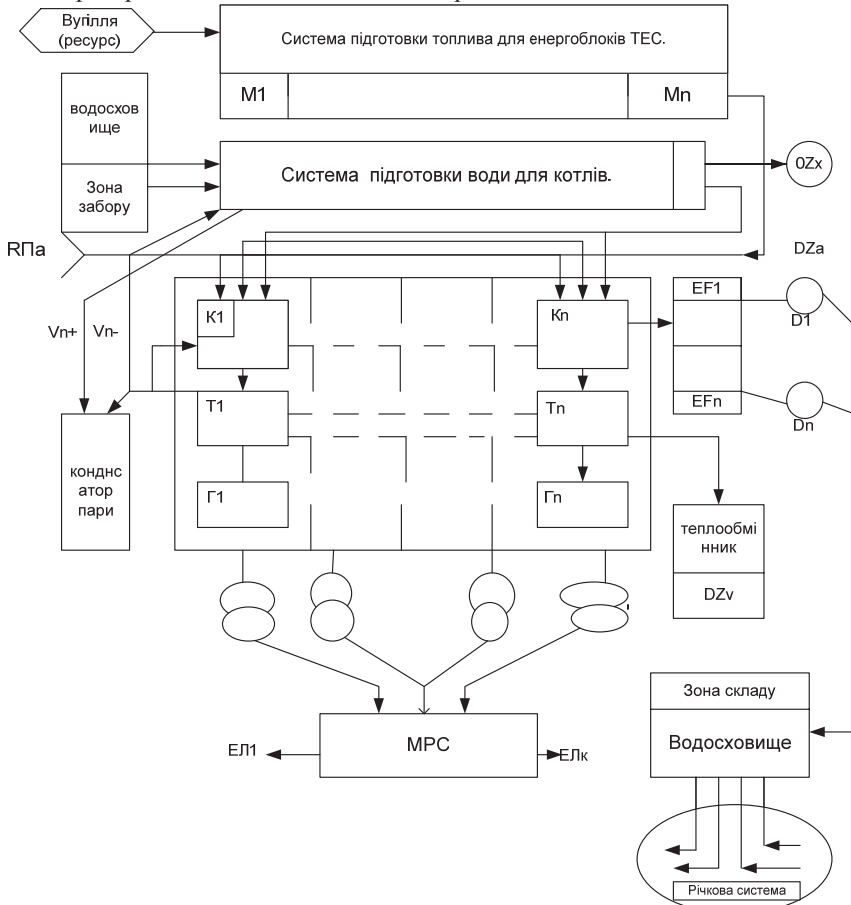 Вугілля
(ресурс)
Система підготовки топлива для енергоблоків ТЕС.
М1
Мn
водосхов
ище
Зона
забору
Система підготовки води для котлів.
0Zx
RПа
DZa
К1
Кn
EF1
D1
Vn+
Vn-
Т1
Тn
EFn
Dn
конднс
атор
пари
Г1
Гn
теплообмі
нник
DZv
Зона складу
Водосховище
МРС
ЕЛ1
ЕЛк
Річкова система